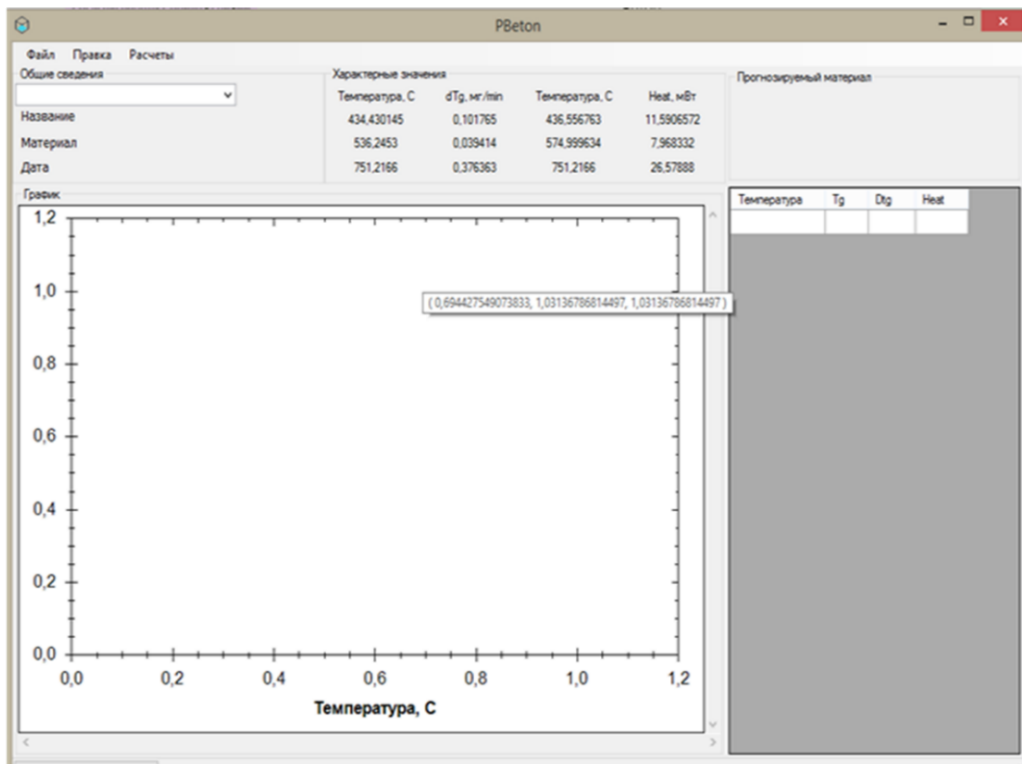 PBeton
Файл Правка Расчеты
Общие сведения
Название
Материал
Дата
Характерные значения
Температура, С dTg, мг/min Температура, С Heat, мВт
434,430145 0,101765 436,556763 11,5906572
536,2453 0,039414 574,999634 7,968332
751,2166 0,376363 751,2166 26,57888
Прогнозируемый материал
График
1,2
1,0
0,8
0,6
0,4
0,2
0,0
0,0 0,2 0,4 0,6 0,8 1,0 1,2
Температура, С
( 0,694427549073833, 1,03136786814497, 1,03136786814497 )
Температура Tg Dtg Heat